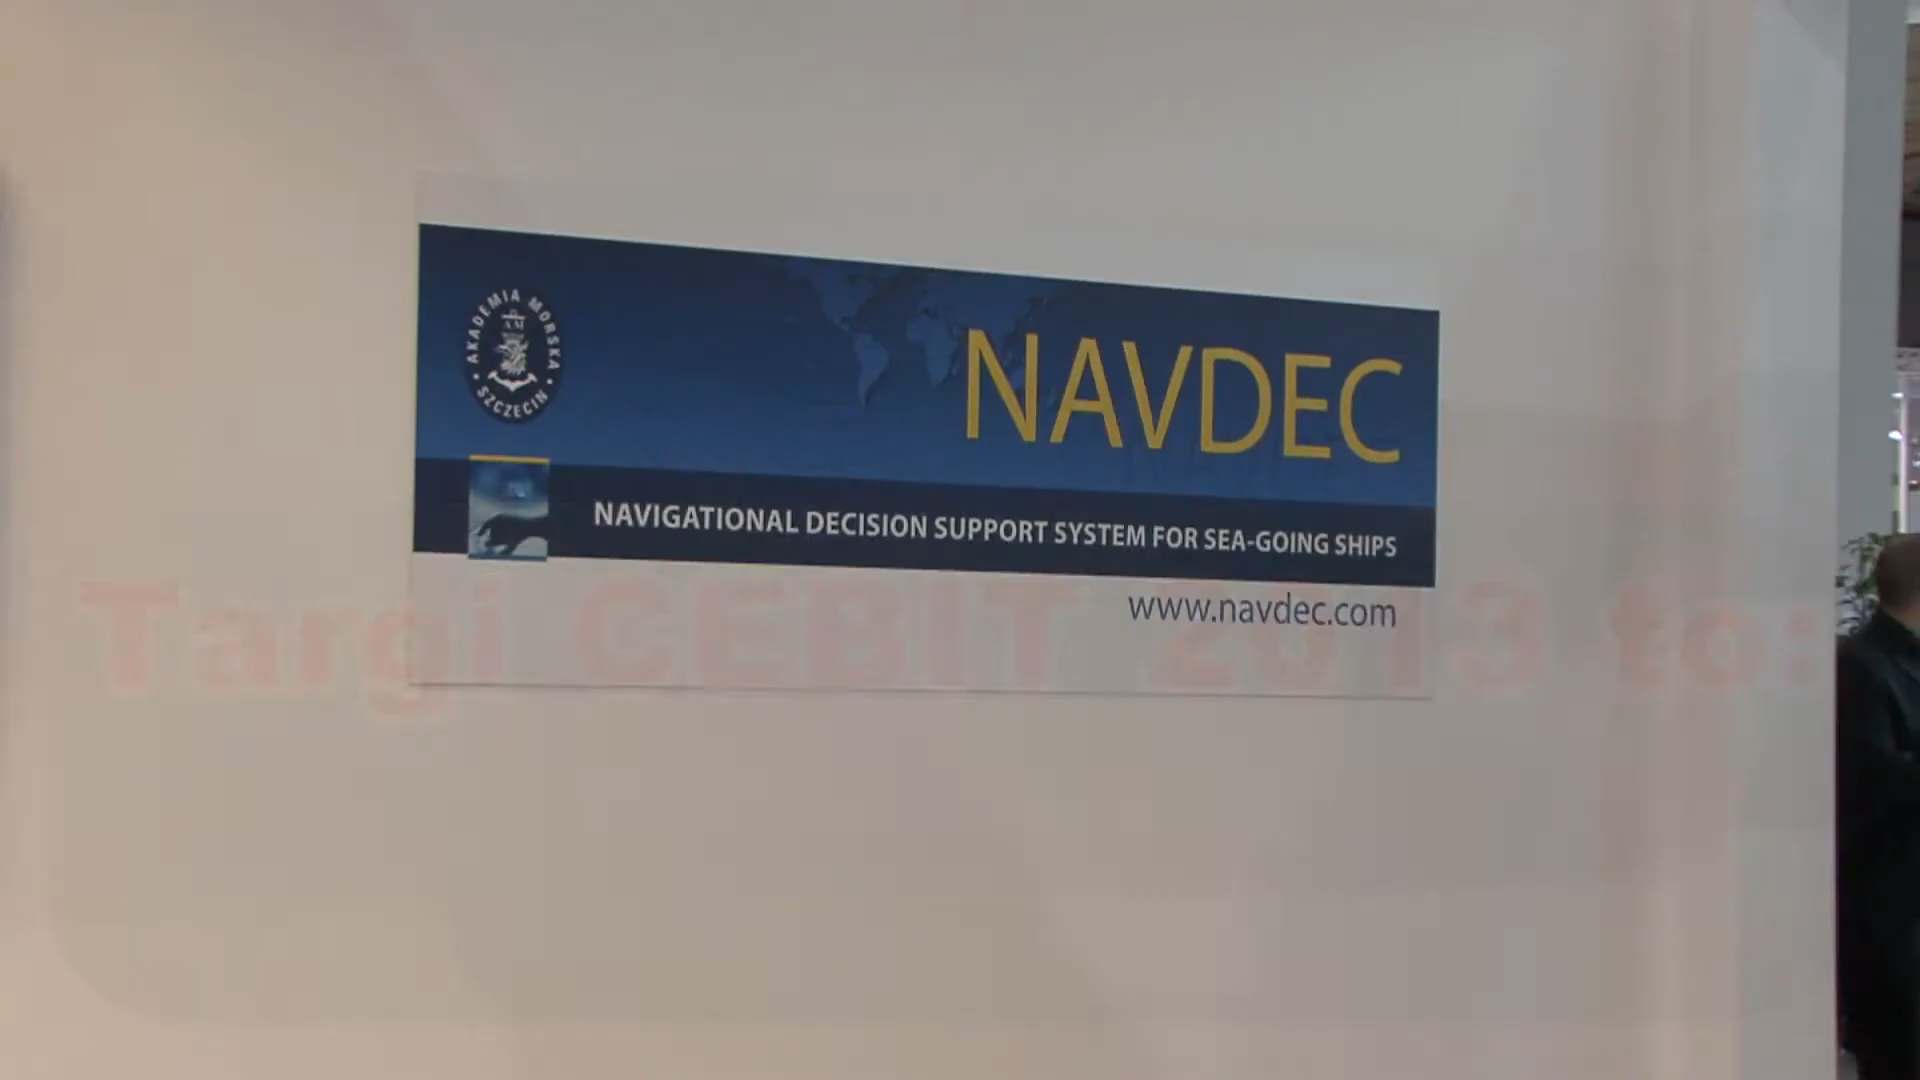 AKADEMIA MORSKA
AM
SZCZECIN
NAVDEC
NAVIGATIONAL DECISION SUPPORT SYSTEM FOR SEA-GOING SHIPS
www.navdec.com
Targi CEBIT 2013 to: